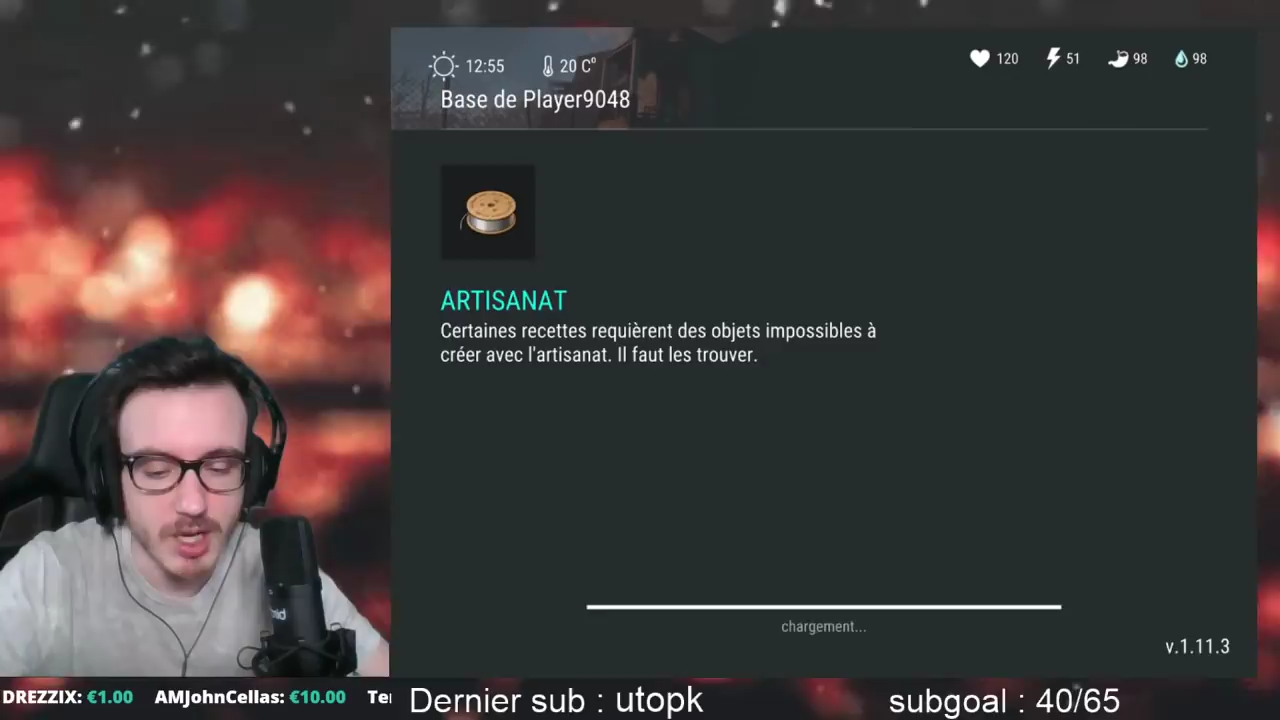 12:55 20 C°
120 51 98 98
Base de Player9048
ARTISANAT
Certaines recettes requièrent des objets impossibles à
créer avec l'artisanat. Il faut les trouver.
chargement...
v.1.11.3
DREZZIX: €1.00 AMJohnCellas: €10.00
Dernier sub : utopk
subgoal : 40/65